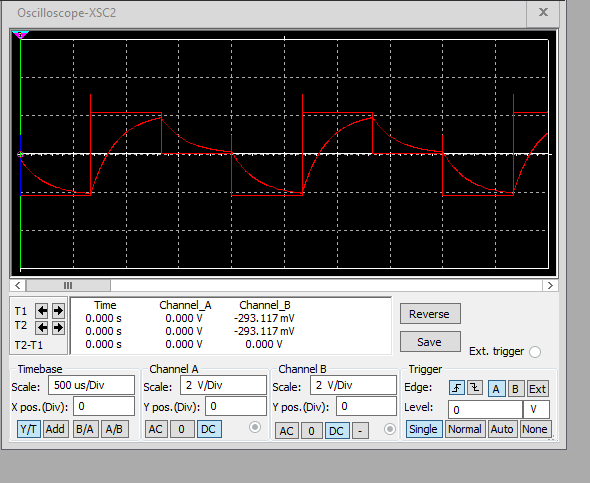 Oscilloscope-XSC2
Time Channel_A Channel_B
T1 0.000 s 0.000 V -293.117 mV
T2 0.000 s 0.000 V -293.117 mV
T2-T1 0.000 s 0.000 V 0.000 V
Reverse
Save
Ext. trigger
Timebase
Scale: 500 us/Div
X pos.(Div): 0
Y/T Add B/A A/B
Channel A
Scale: 2 V/Div
Y pos.(Div): 0
AC 0 DC
Channel B
Scale: 2 V/Div
Y pos.(Div): 0
AC 0 DC -
Trigger
Edge: A B Ext
Level: 0 V
Single Normal Auto None